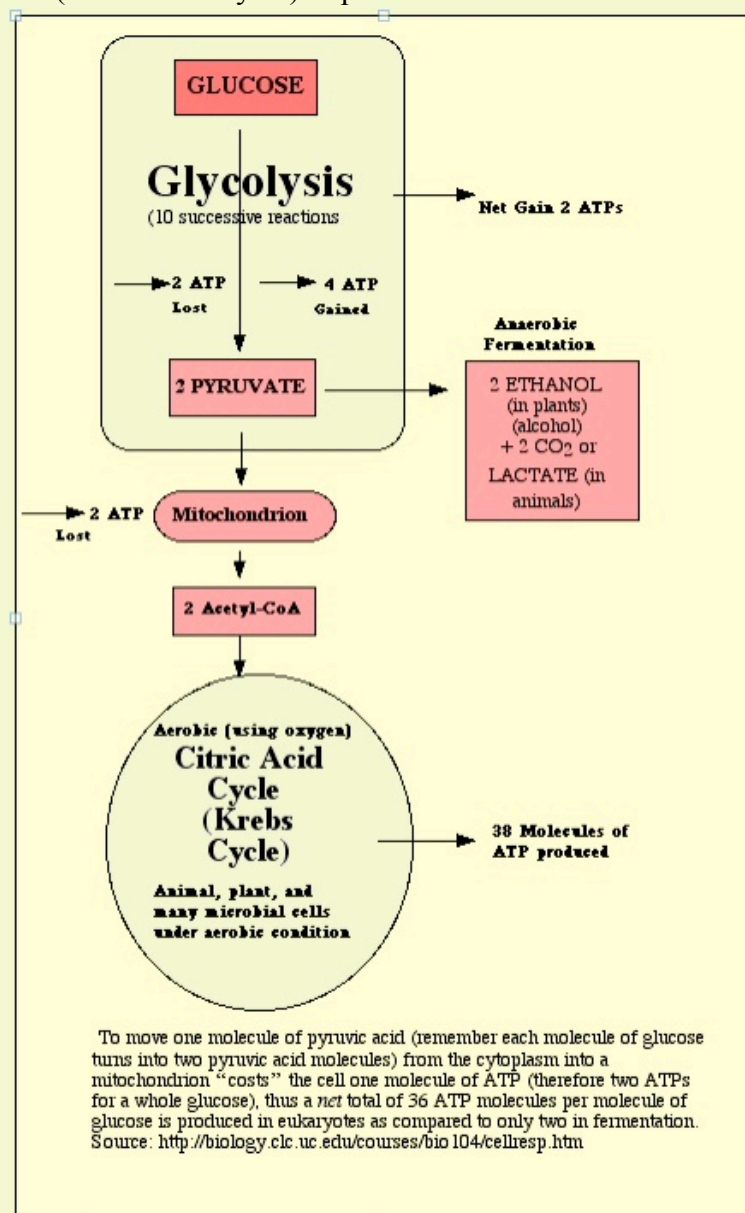 GLUCOSE
Glycolysis
(10 successive reactions
Net Gain 2 ATPs
2 ATP
Lost
4 ATP
Gained
2 PYRUVATE
Anaerobic
Fermentation
2 ETHANOL
(in plants)
(alcohol)
+ 2 CO₂ or
LACTATE (in
animals)
2 ATP
Lost
Mitochondrion
2 Acetyl-CoA
Aerobic (using oxygen)
Citric Acid
Cycle
(Krebs
Cycle)
Animal, plant, and
many microbial cells
under aerobic condition
38 Molecules of
ATP produced
To move one molecule of pyruvic acid (remember each molecule of glucose
turns into two pyruvic acid molecules) from the cytoplasm into a
mitochondrion “costs” the cell one molecule of ATP (therefore two ATPs
for a whole glucose), thus a net total of 36 ATP molecules per molecule of
glucose is produced in eukaryotes as compared to only two in fermentation.
Source: http://biology.clc.uc.edu/courses/bio104/cellresp.htm